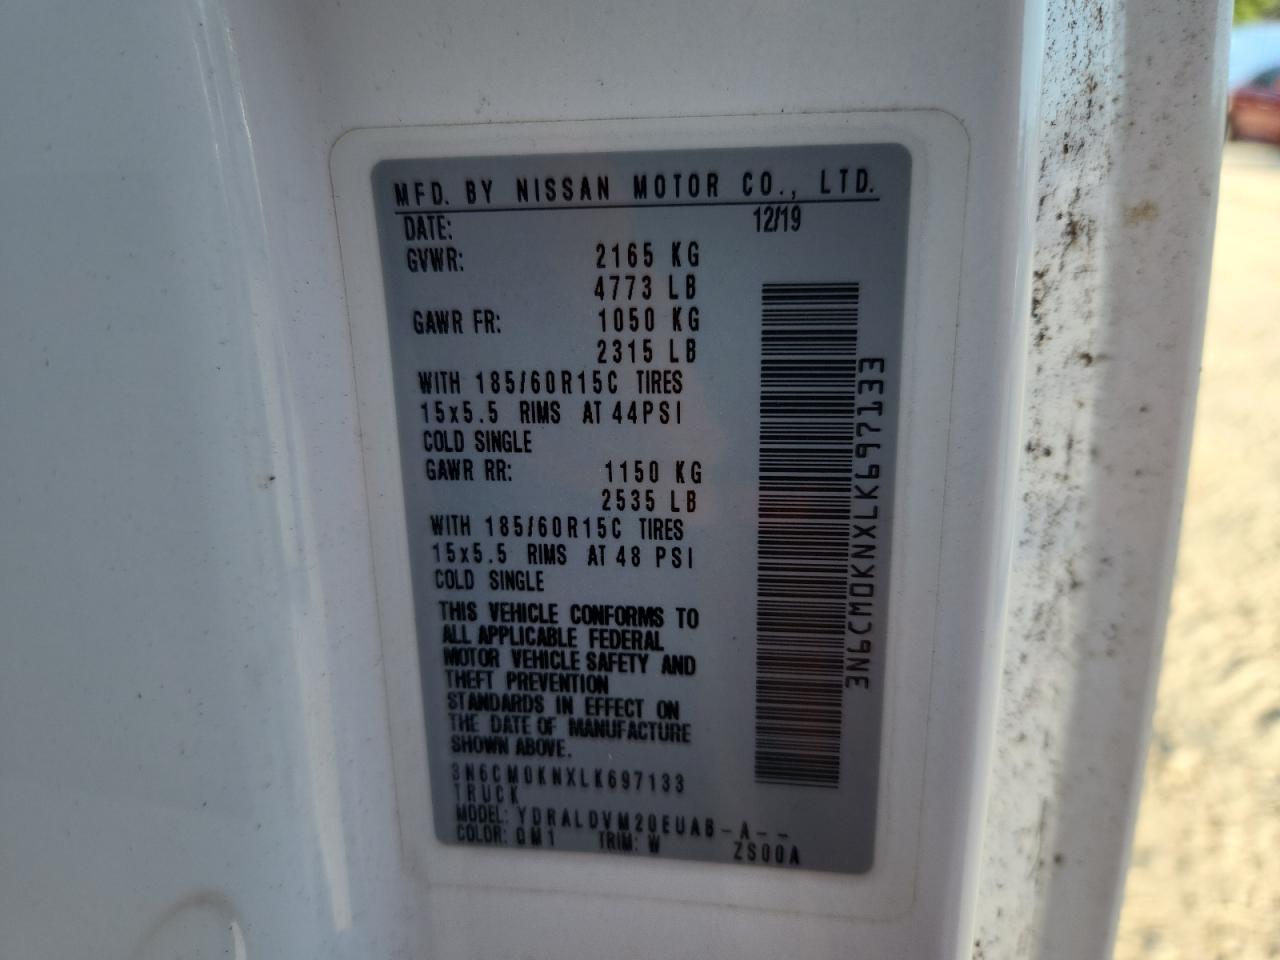 MFD. BY NISSAN MOTOR CO., LTD.
DATE: 12/19
GVWR: 2165 KG
4773 LB
GAWR FR: 1050 KG
2315 LB
WITH 185/60R15C TIRES
15x5.5 RIMS AT 44PSI
COLD SINGLE
GAWR RR: 1150 KG
2535 LB
WITH 185/60R15C TIRES
15x5.5 RIMS AT 48 PSI
COLD SINGLE
THIS VEHICLE CONFORMS TO
ALL APPLICABLE FEDERAL
MOTOR VEHICLE SAFETY AND
THEFT PREVENTION
STANDARDS IN EFFECT ON
THE DATE OF MANUFACTURE
SHOWN ABOVE.
3N6CM0KNXLK697133
TRUCK
MODEL: YDRALDVM20EUAB-A--
COLOR: QM1 TRIM: W ZS00A
3N6CM0KNXLK697133